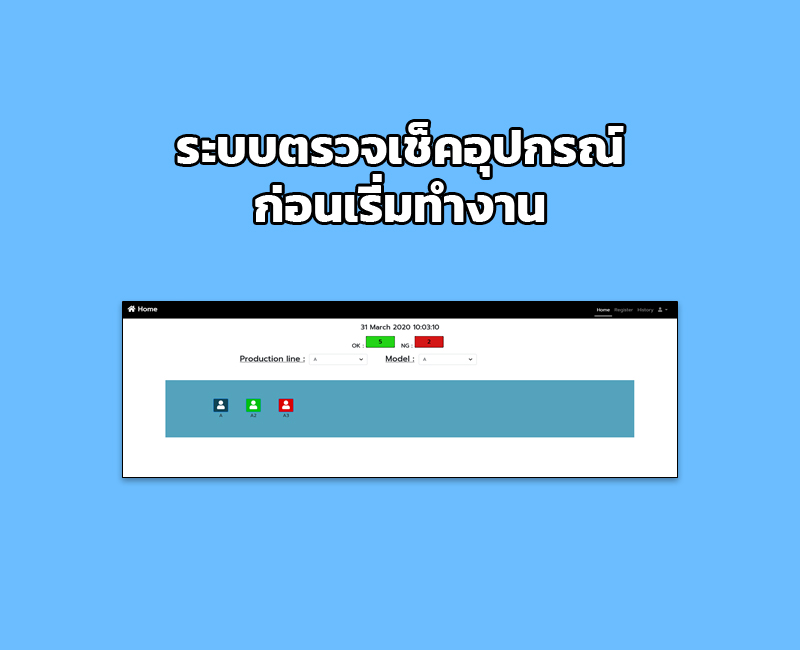 ระบบตรวจเช็คอุปกรณ์
ก่อนเริ่มทำงาน
Home Home Register History
31 March 2020 10:03:10
OK : 5 NG : 2
Production line : A Model : A
A A2 A3